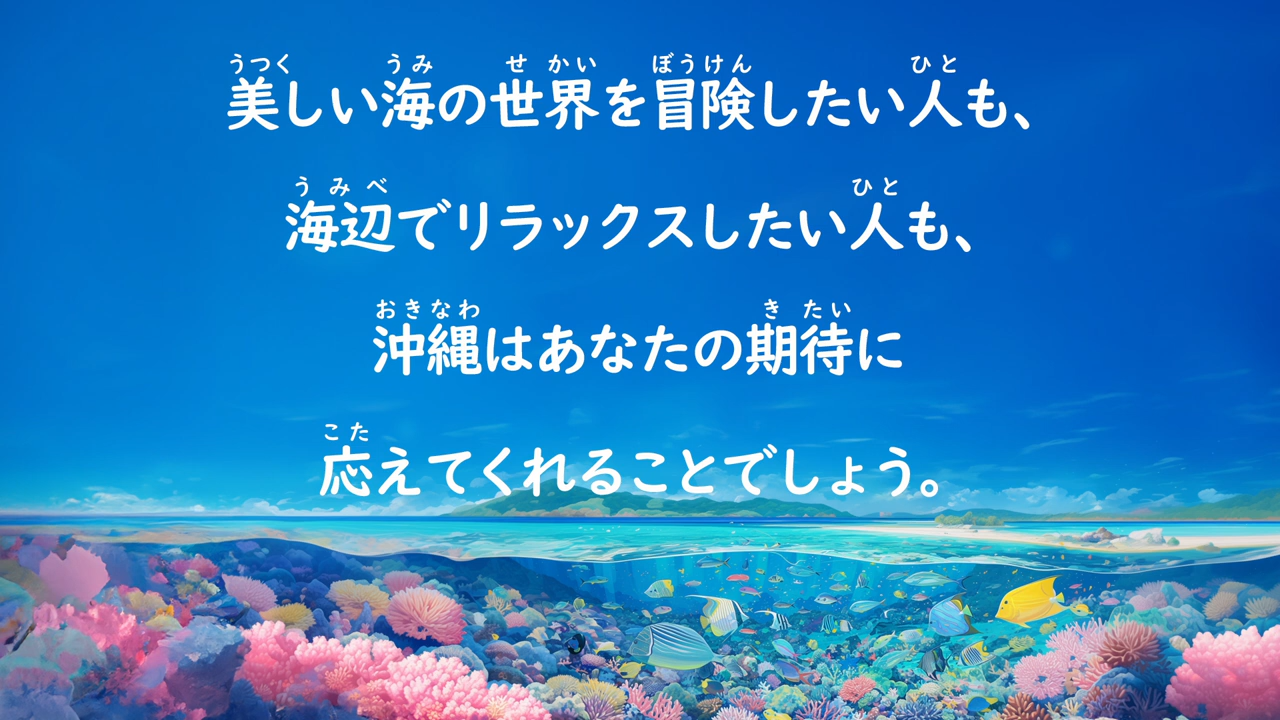 美しい海の世界を冒険したい人も、
海辺でリラックスしたい人も、
沖縄はあなたの期待に
応えてくれることでしょう。